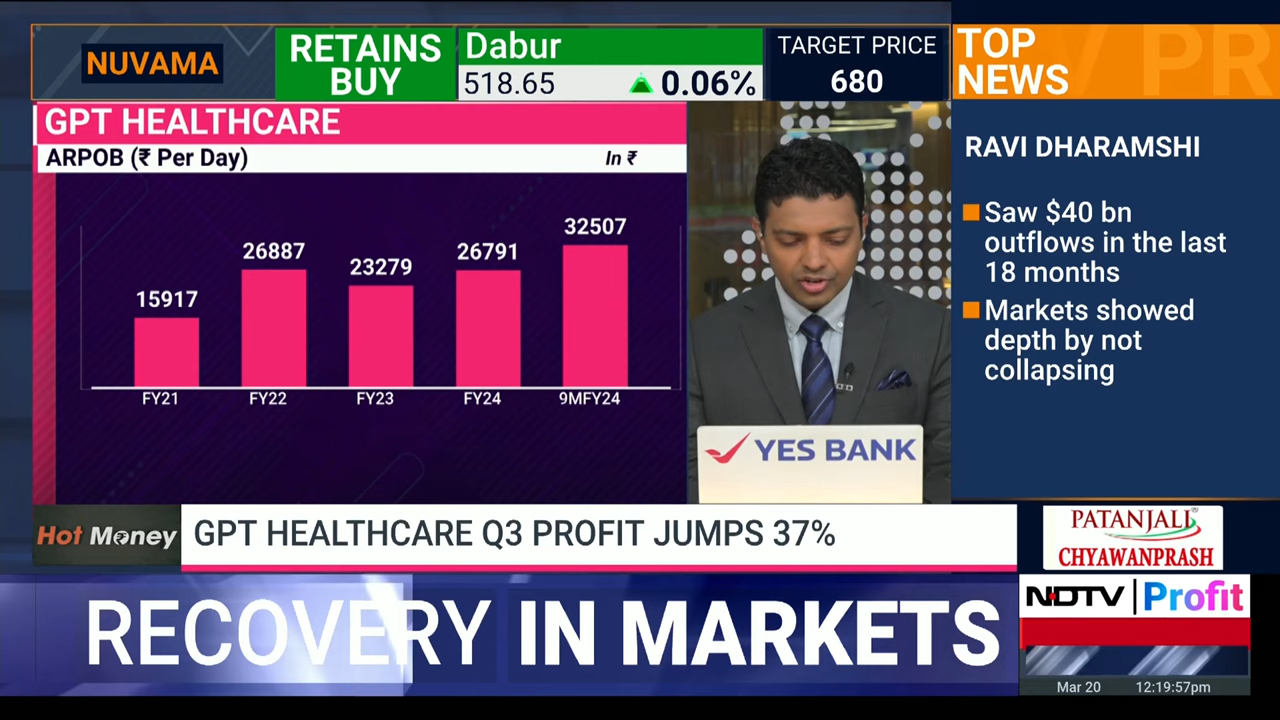 NUVAMA
RETAINS
BUY
Dabur
518.65
0.06%
TARGET PRICE
680
TOP
NEWS
GPT HEALTHCARE
ARPOB (₹ Per Day)
In ₹
15917
26887
23279
26791
32507
FY21
FY22
FY23
FY24
9MFY24
YES BANK
RAVI DHARAMSHI
Saw $40 bn
outflows in the last
18 months
Markets showed
depth by not
collapsing
Hot Money
GPT HEALTHCARE Q3 PROFIT JUMPS 37%
PATANJALI
CHYAWANPRASH
RECOVERY IN MARKETS
NDTV Profit
Mar 20 12:19:57pm